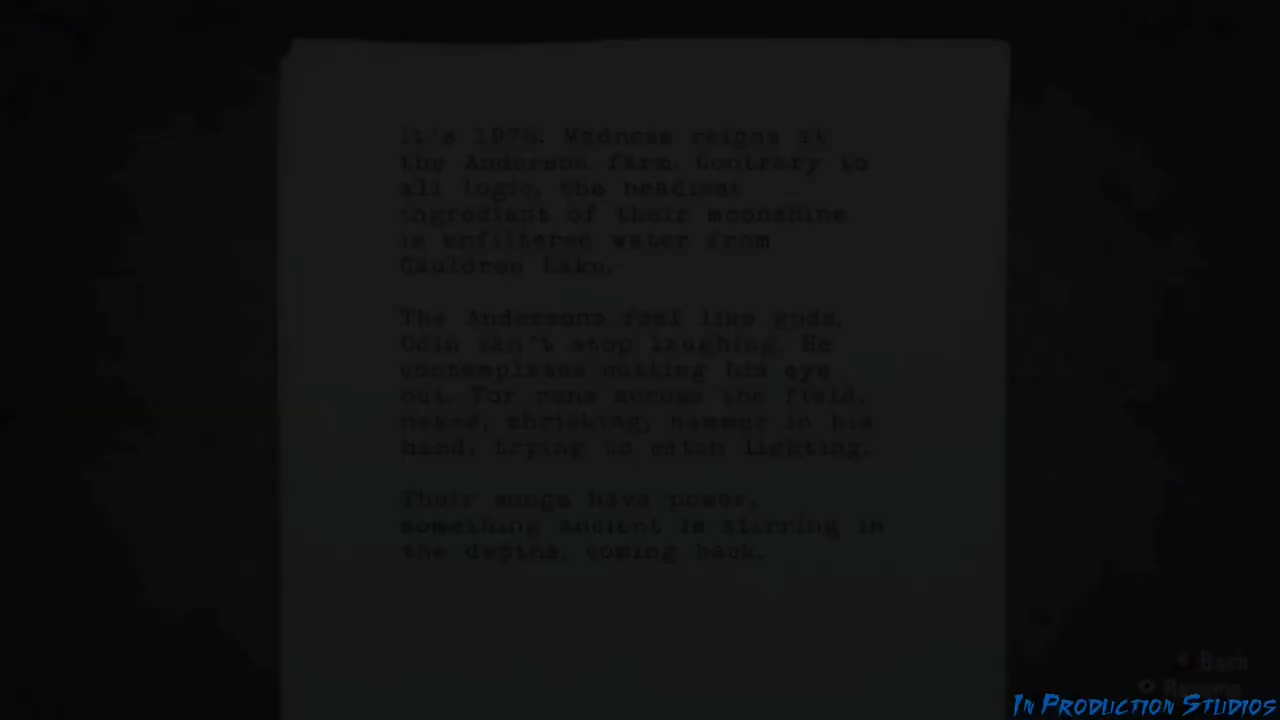 It's 1976. Madness reigns at
the Anderson farm. Contrary to
all logic, the headiest
ingredient of their moonshine
is unfiltered water from
Cauldron Lake.
The Andersons feel like gods.
Odin can't stop laughing. He
contemplates cutting his eye
out. Tor runs across the field,
naked, shrieking, hammer in his
hand, trying to catch lighting.
Their songs have power,
something ancient is stirring in
the depths, coming back.
Back
Resume
In Production Studios